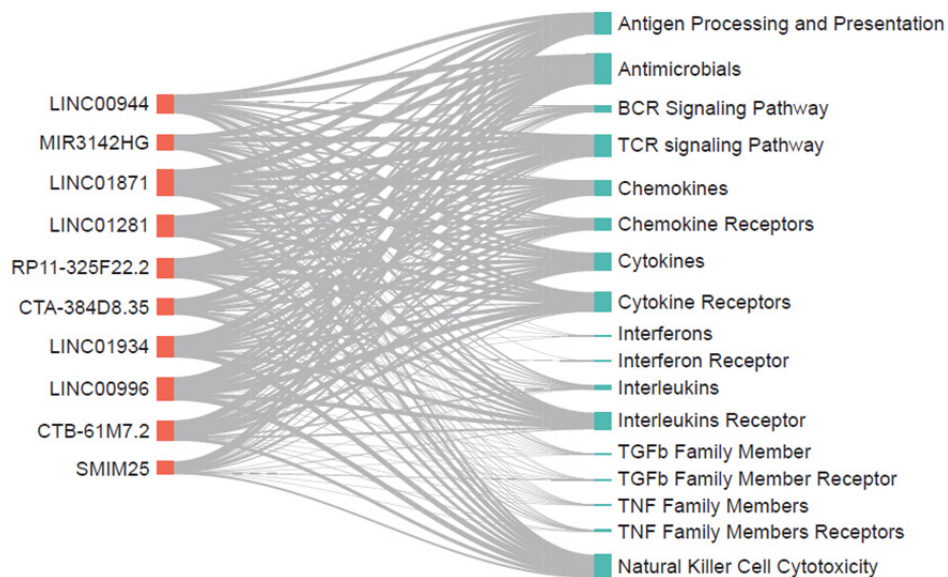 LINC00944
MIR3142HG
LINC01871
LINC01281
RP11-325F22.2
CTA-384D8.35
LINC01934
LINC00996
CTB-61M7.2
SMIM25
Antigen Processing and Presentation
Antimicrobials
BCR Signaling Pathway
TCR signaling Pathway
Chemokines
Chemokine Receptors
Cytokines
Cytokine Receptors
Interferons
Interferon Receptor
Interleukins
Interleukins Receptor
TGFb Family Member
TGFb Family Member Receptor
TNF Family Members
TNF Family Members Receptors
Natural Killer Cell Cytotoxicity